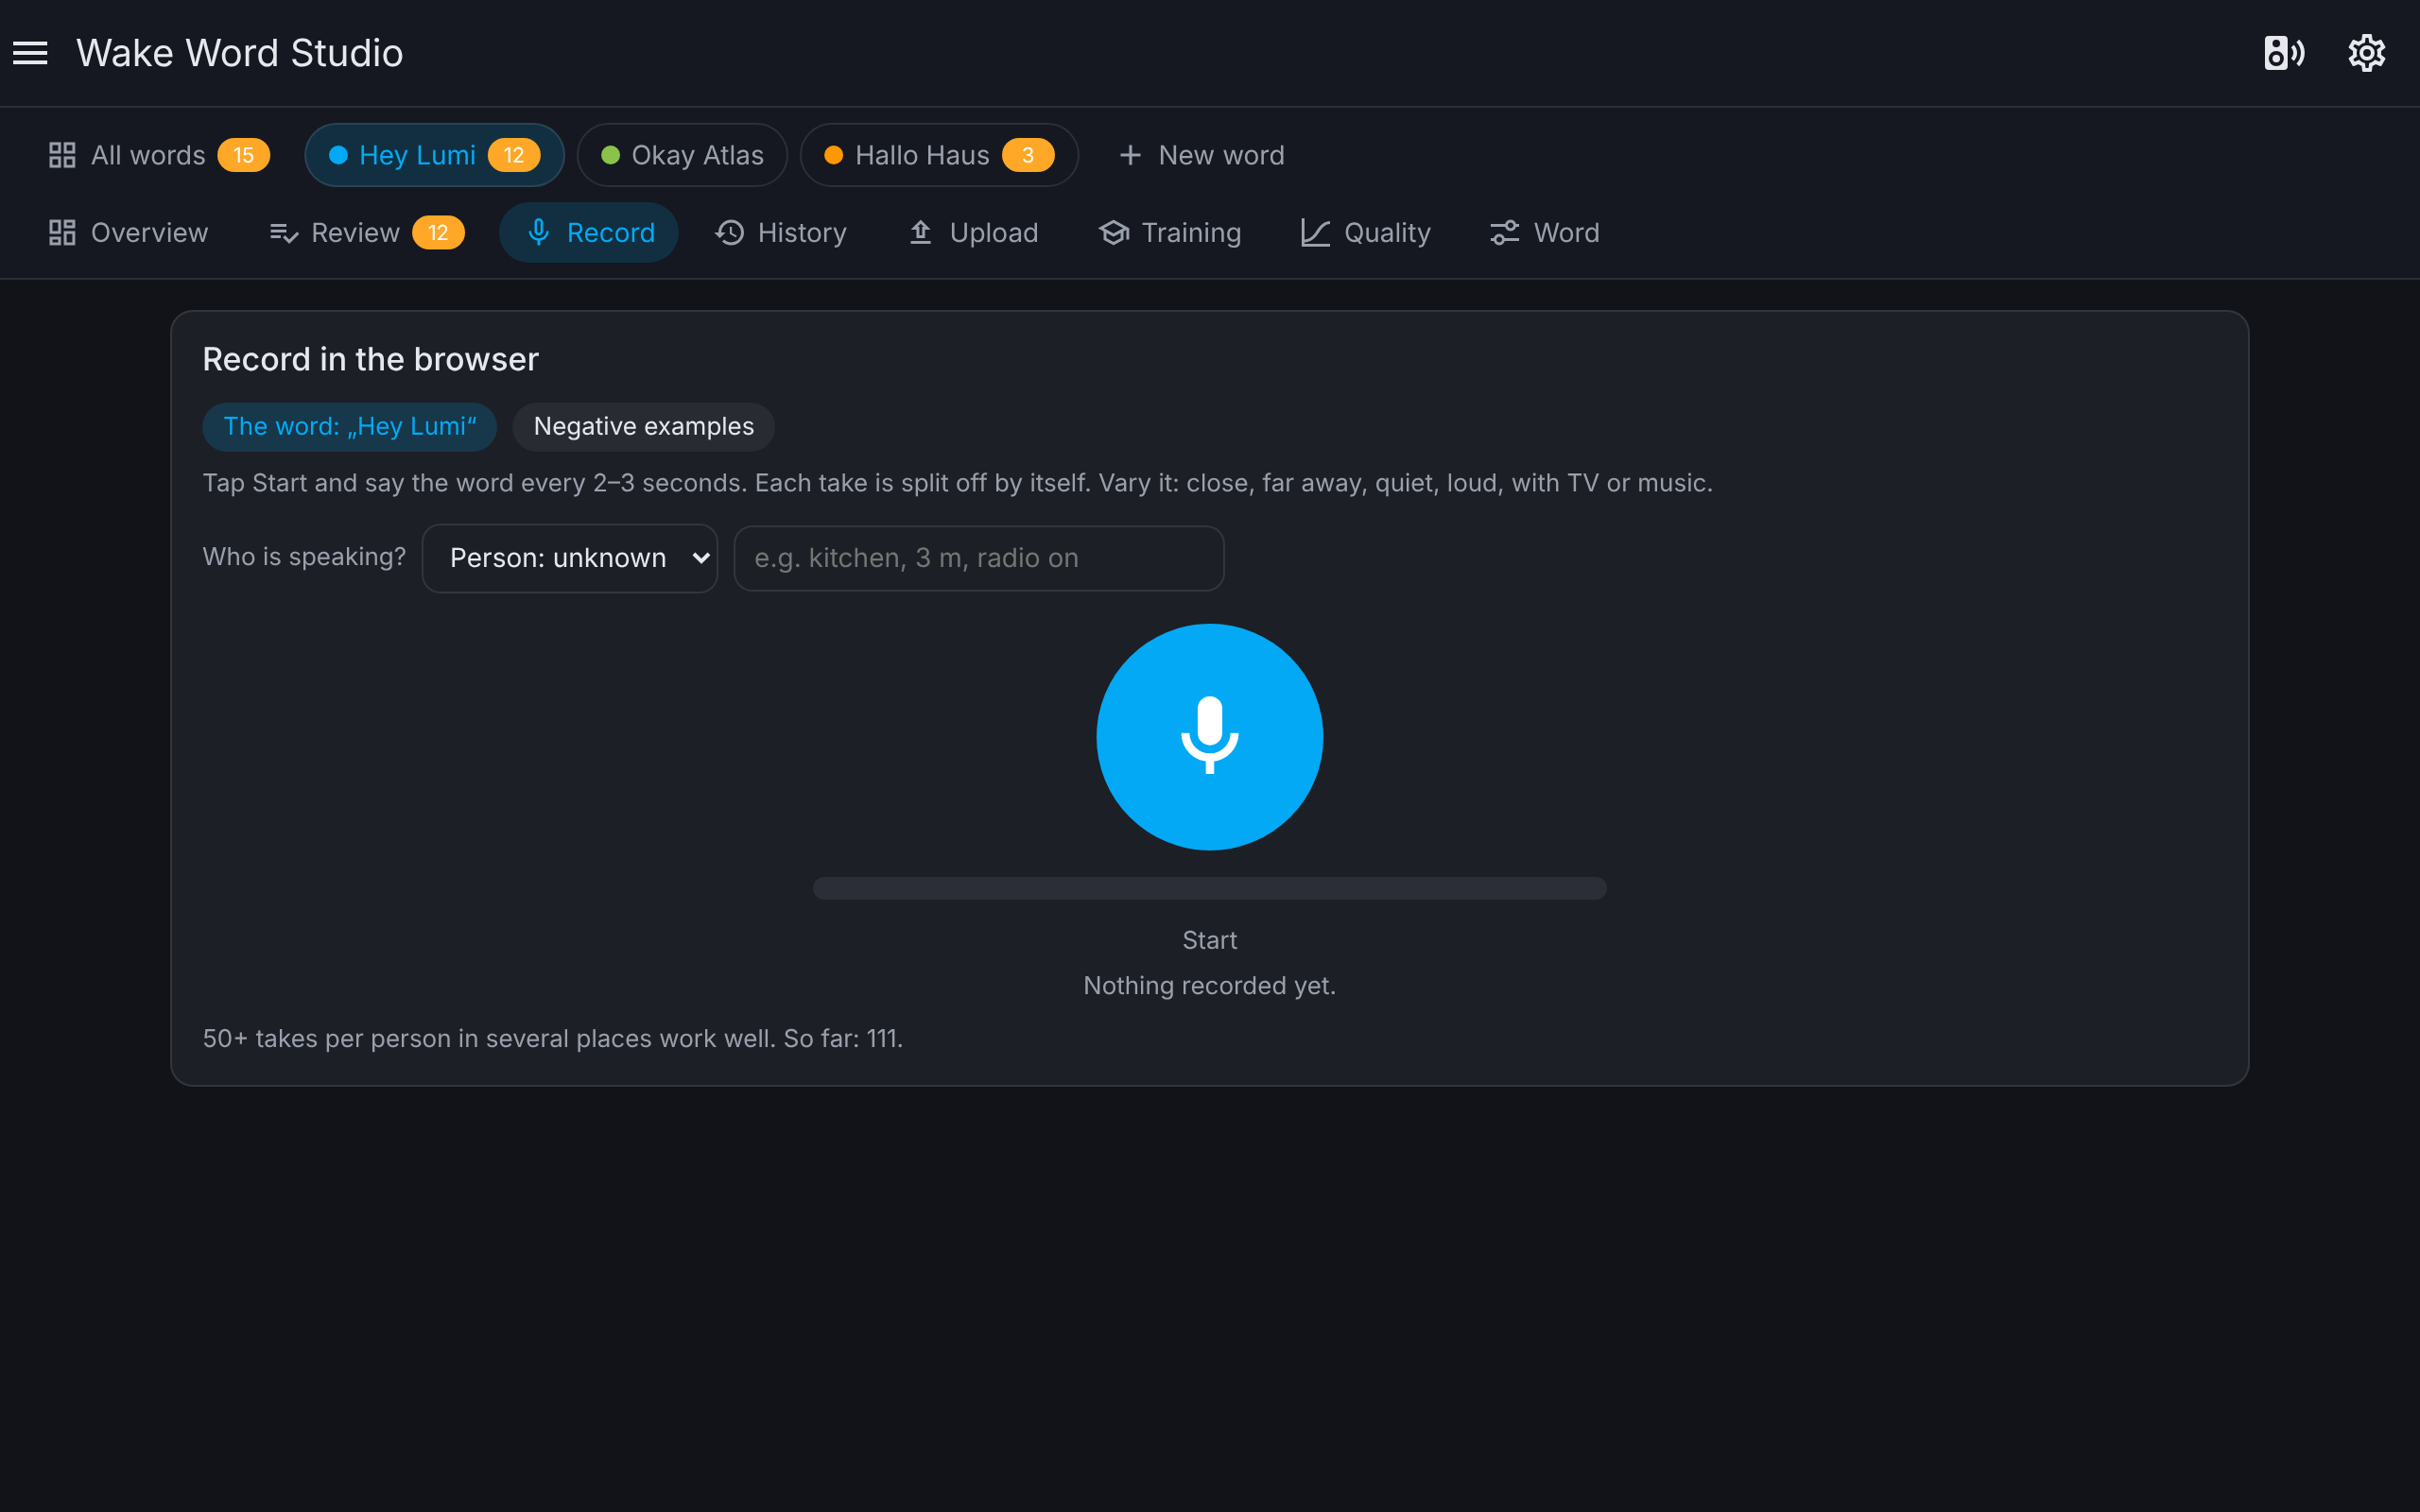 Wake Word Studio
All words 15 Hey Lumi 12 Okay Atlas Hallo Haus 3 + New word
Overview Review 12 Record History Upload Training Quality Word
Record in the browser
The word: „Hey Lumi“ Negative examples
Tap Start and say the word every 2–3 seconds. Each take is split off by itself. Vary it: close, far away, quiet, loud, with TV or music.
Who is speaking? Person: unknown e.g. kitchen, 3 m, radio on
Start
Nothing recorded yet.
50+ takes per person in several places work well. So far: 111.